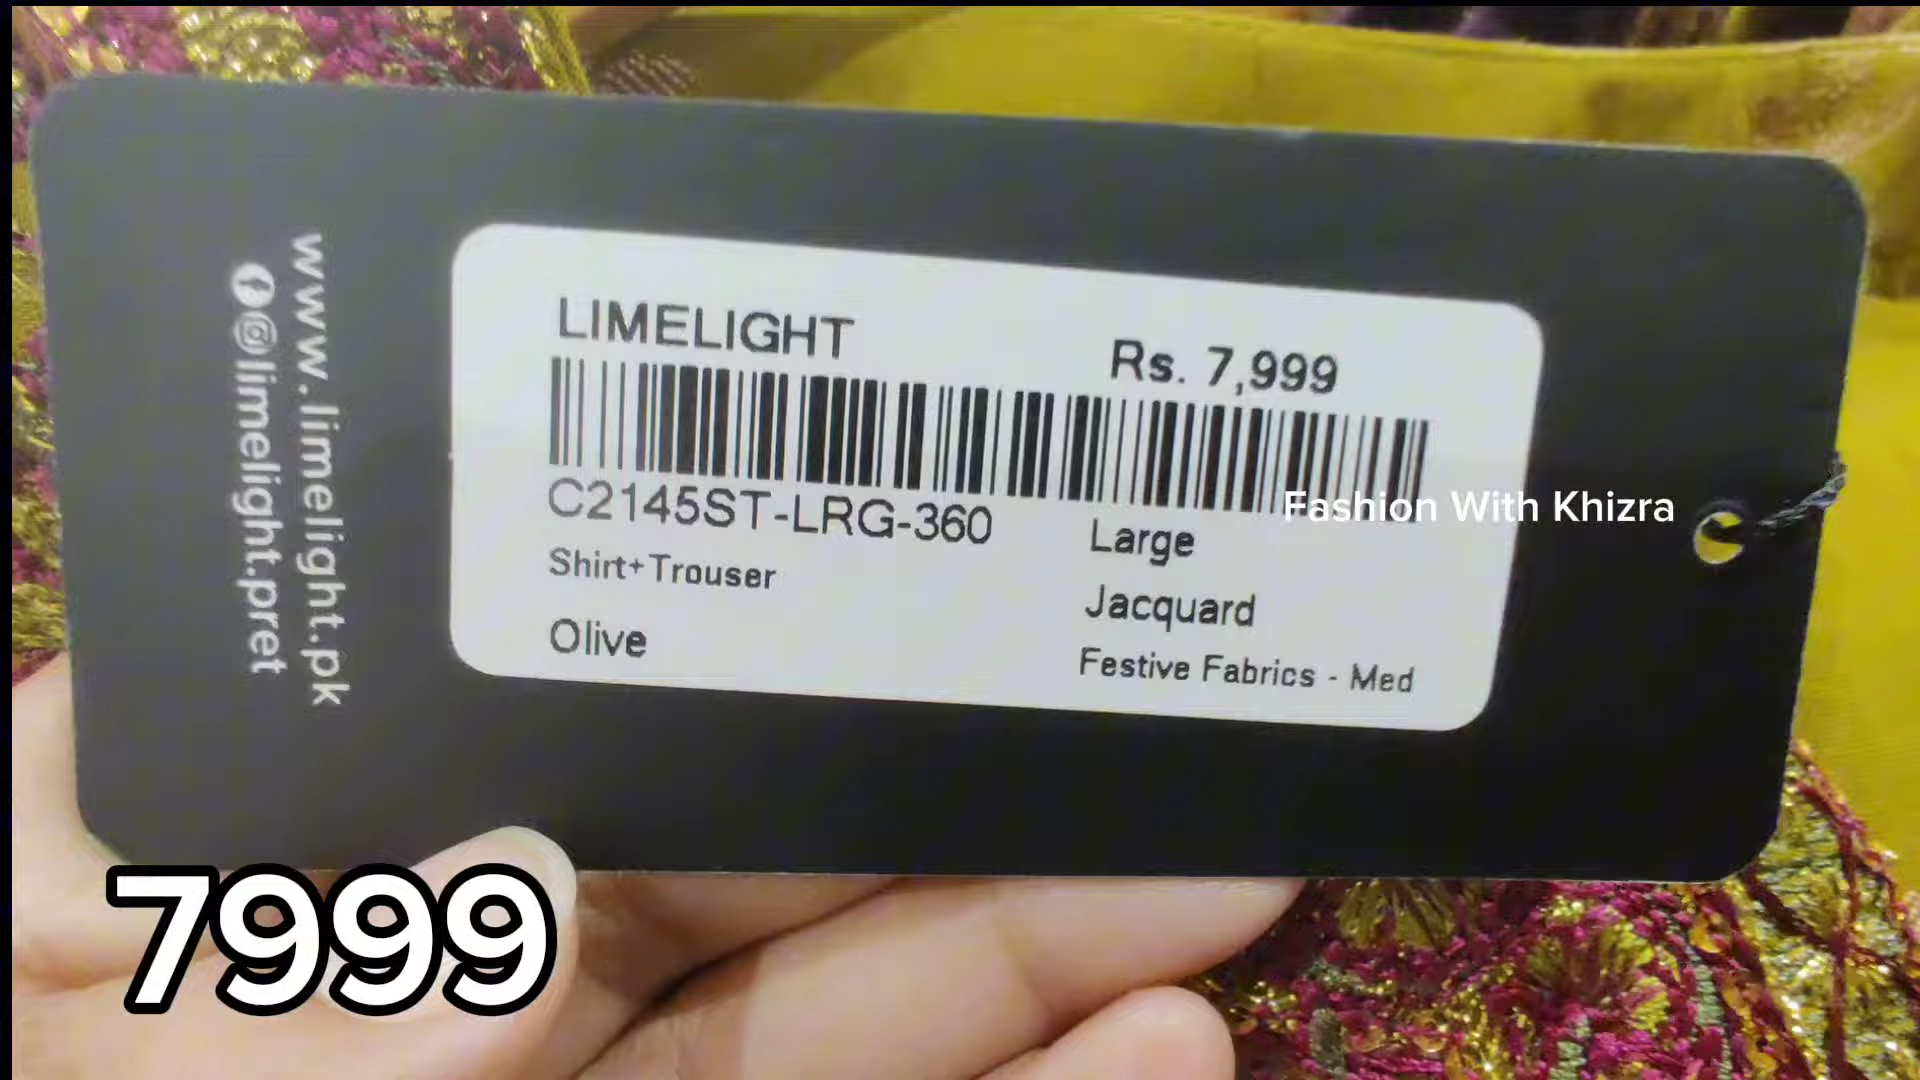 www.limelight.pk
limelight.pret
LIMELIGHT
Rs. 7,999
C2145ST-LRG-360
Large
Shirt+Trouser
Jacquard
Olive
Festive Fabrics - Med
Fashion With Khizra
7999